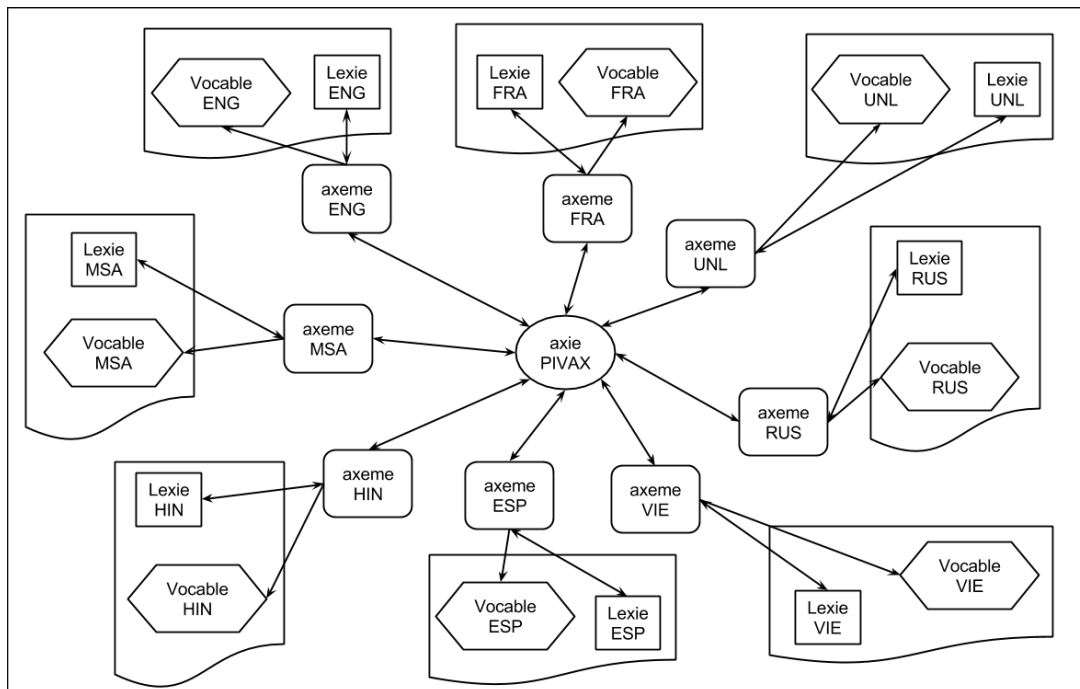 Vocable
ENG
Lexie
ENG
Lexie
FRA
Vocable
FRA
Vocable
UNL
Lexie
UNL
axeme
ENG
axeme
FRA
axeme
UNL
Lexie
MSA
Vocable
MSA
axeme
MSA
axie
PIVAX
Lexie
RUS
Vocable
RUS
axeme
RUS
Lexie
HIN
Vocable
HIN
axeme
HIN
axeme
ESP
axeme
VIE
Vocable
ESP
Lexie
ESP
Lexie
VIE
Vocable
VIE